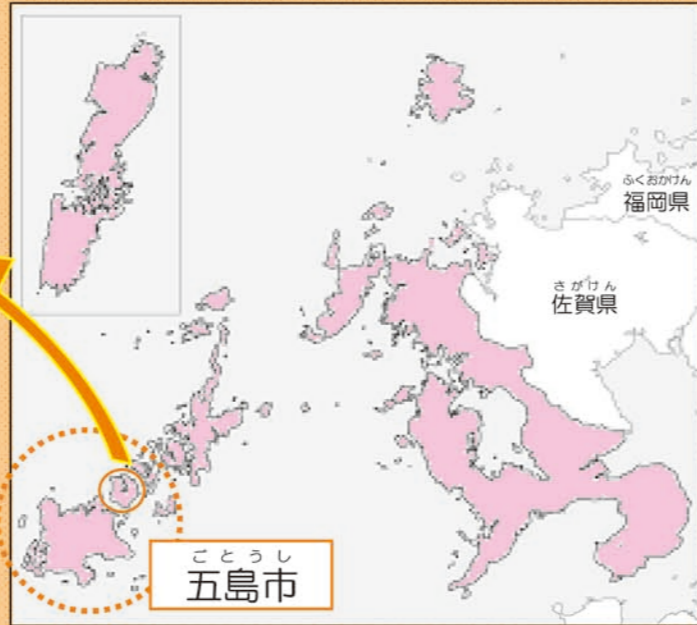 ふくおかけん
福岡県
さがけん
佐賀県
ごとうし
五島市